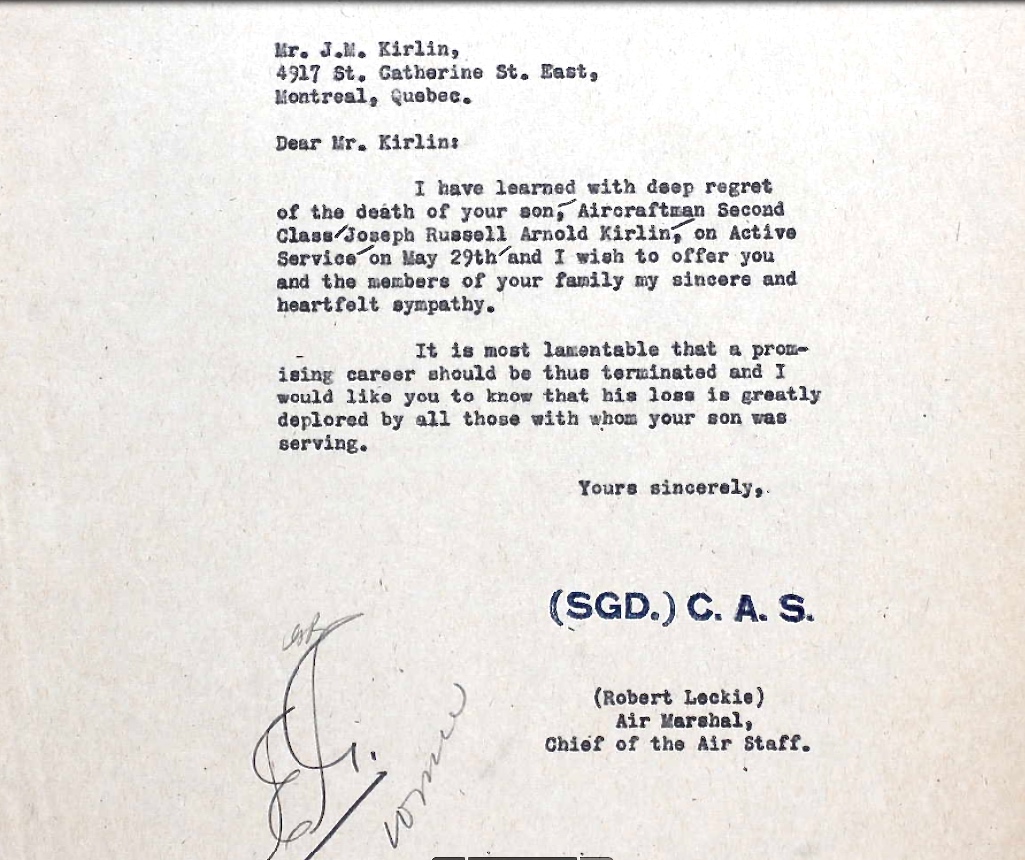 Mr. J.M. Kirlin,
4917 St. Catherine St. East,
Montreal, Quebec.
Dear Mr. Kirlin:
I have learned with deep regret
of the death of your son, Aircraftman Second
Class Joseph Russell Arnold Kirlin, on Active
Service on May 29th and I wish to offer you
and the members of your family my sincere and
heartfelt sympathy.
It is most lamentable that a prom-
ising career should be thus terminated and I
would like you to know that his loss is greatly
deplored by all those with whom your son was
serving.
Yours sincerely,
(SGD.) C. A. S.
(Robert Leckie)
Air Marshal,
Chief of the Air Staff.